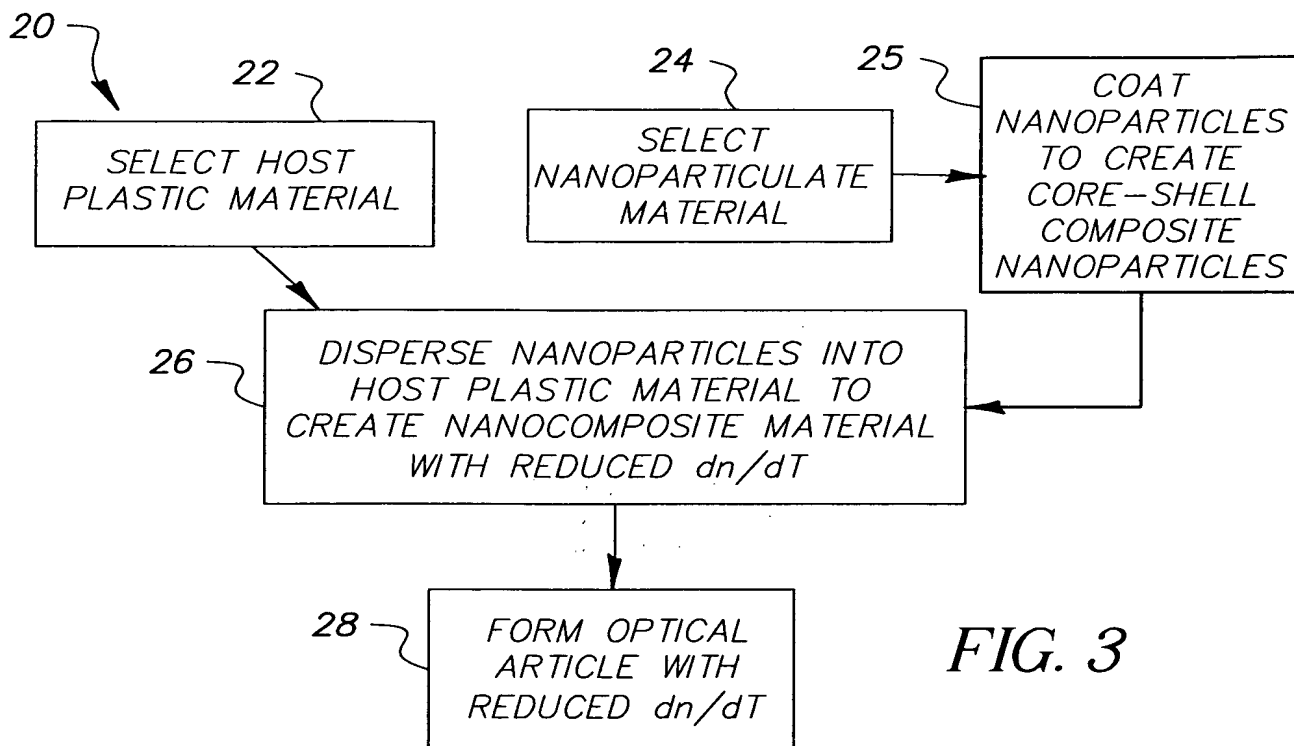 20
22
SELECT HOST
PLASTIC MATERIAL
24
SELECT
NANOPARTICULATE
MATERIAL
25
COAT
NANOPARTICLES
TO CREATE
CORE–SHELL
COMPOSITE
NANOPARTICLES
26
DISPERSE NANOPARTICLES INTO
HOST PLASTIC MATERIAL TO
CREATE NANOCOMPOSITE MATERIAL
WITH REDUCED dn/dT
28
FORM OPTICAL
ARTICLE WITH
REDUCED dn/dT
FIG. 3